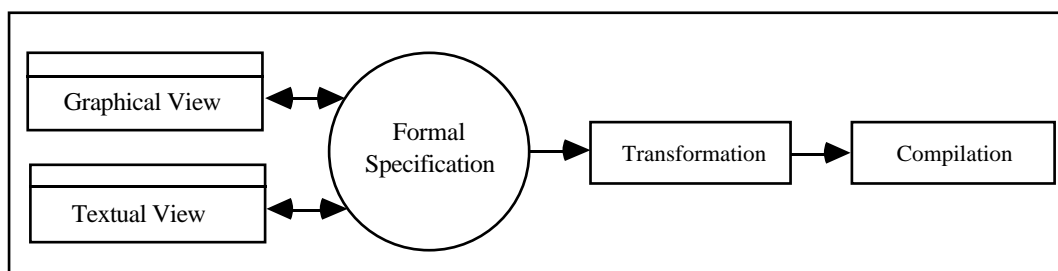 Graphical View
Textual View
Formal
Specification
Transformation
Compilation